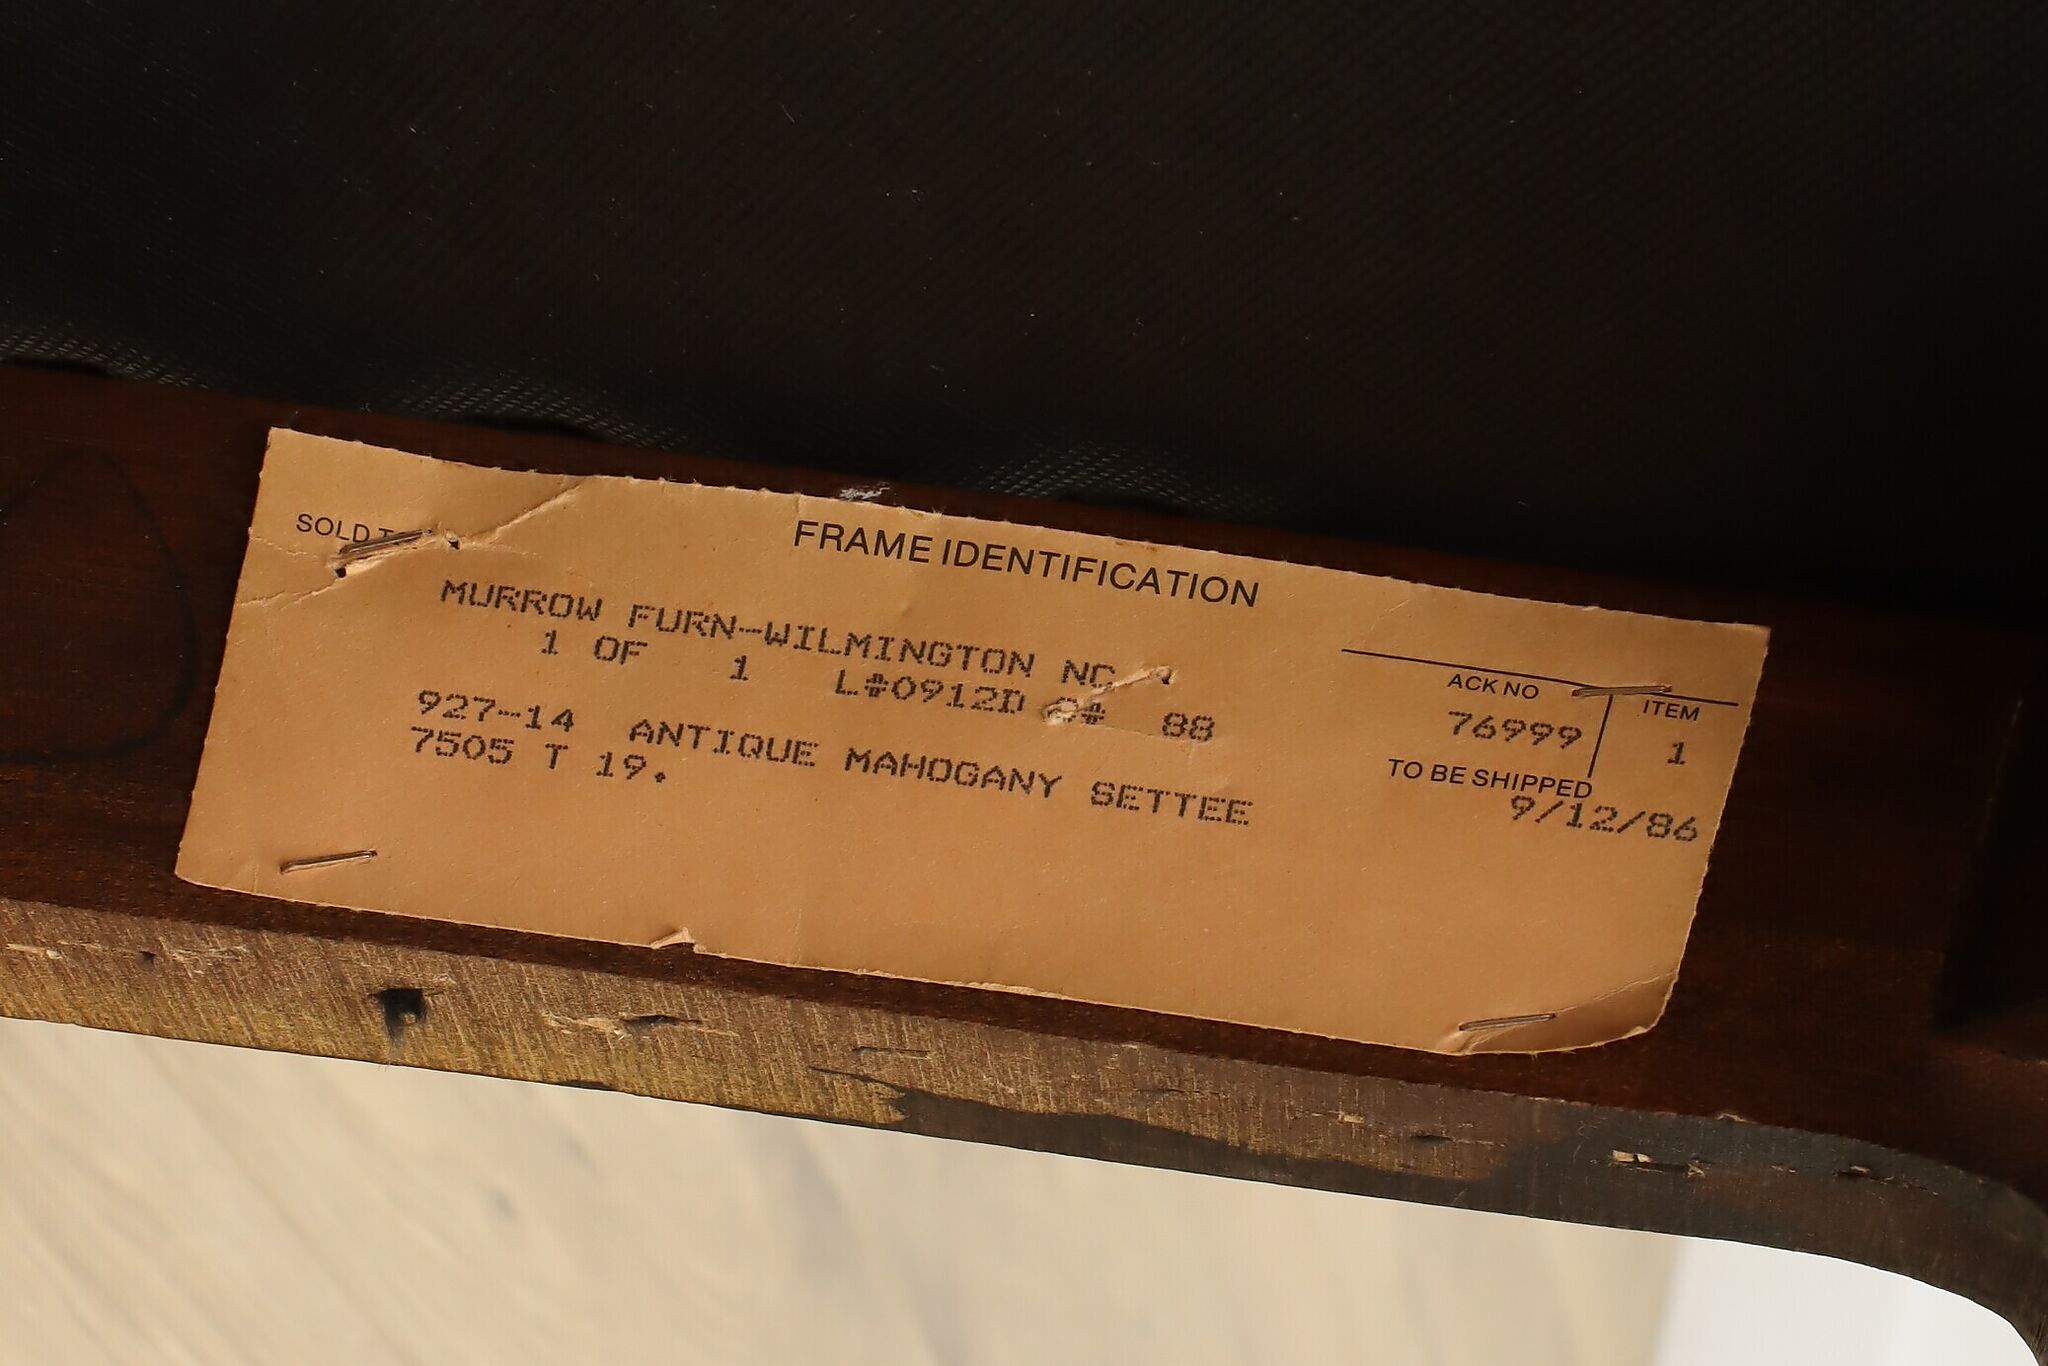 FRAME IDENTIFICATION
SOLD
MURROW FURN-WILMINGTON NC
1 OF 1 L#0912D 88
927-14 ANTIQUE MAHOGANY SETTEE
7505 T 19.
ACK NO ITEM
76999 1
TO BE SHIPPED
9/12/86